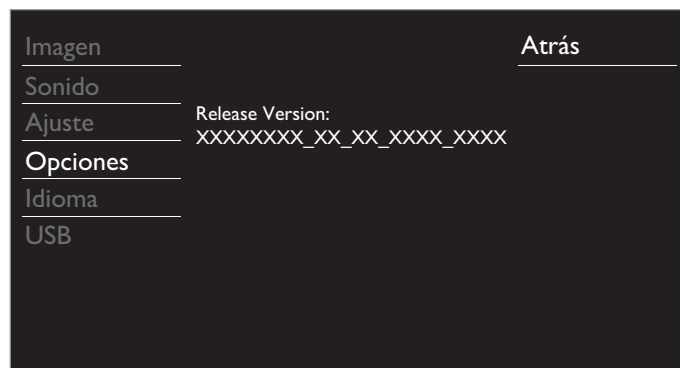 Imagen
Atrás
Sonido
Ajuste
Release Version:
XXXXXXXX_XX_XX_XXXX_XXXX
Opciones
Idioma
USB